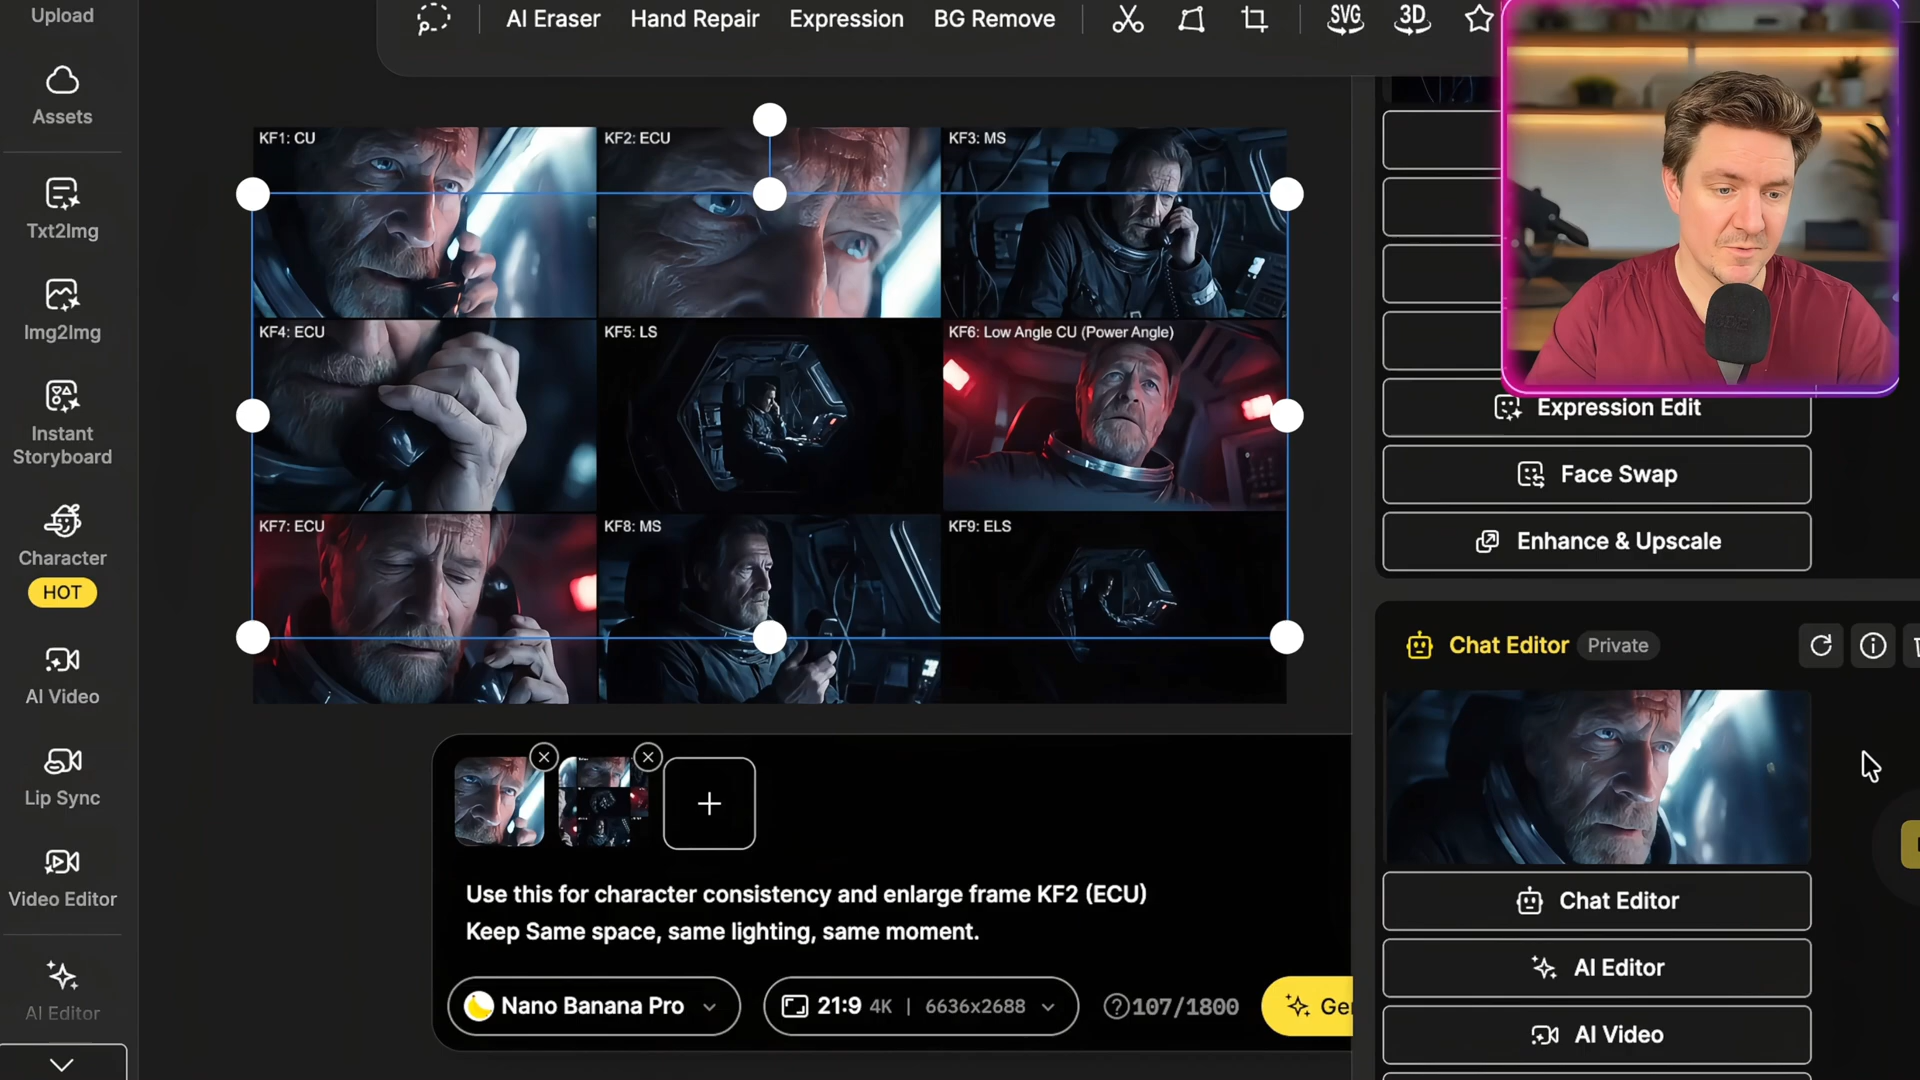 Upload
Assets
Txt2Img
Img2Img
Instant
Storyboard
Character
HOT
AI Video
Lip Sync
Video Editor
AI Editor
AI Eraser
Hand Repair
Expression
BG Remove
SVG
3D
KF1: CU
KF2: ECU
KF3: MS
KF4: ECU
KF5: LS
KF6: Low Angle CU (Power Angle)
KF7: ECU
KF8: MS
KF9: ELS
Use this for character consistency and enlarge frame KF2 (ECU)
Keep Same space, same lighting, same moment.
Nano Banana Pro
21:9 4K | 6636x2688
107/1800
Expression Edit
Face Swap
Enhance & Upscale
Chat Editor Private
Chat Editor
AI Editor
AI Video